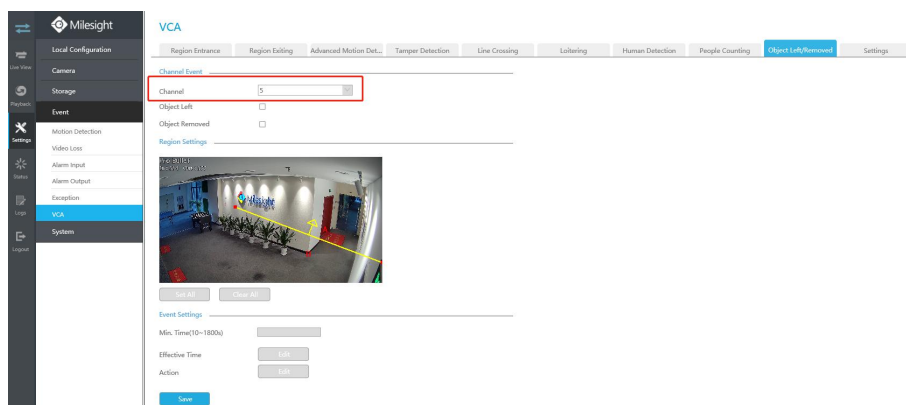 Milesight
VCA
Local Configuration
Region Entrance
Region Exiting
Advanced Motion Det...
Tamper Detection
Line Crossing
Loitering
Human Detection
People Counting
Object Left/Removed
Settings
Live View
Camera
Channel Event
Storage
Channel
5
Playback
Object Left
Event
Object Removed
Settings
Motion Detection
Region Settings
Video Loss
Status
Alarm Input
Alarm Output
Exception
Milesight
Logs
VCA
System
Logout
Set All
Clear All
Event Settings
Min. Time(10~1800s)
Effective Time
Edit
Action
Edit
Save